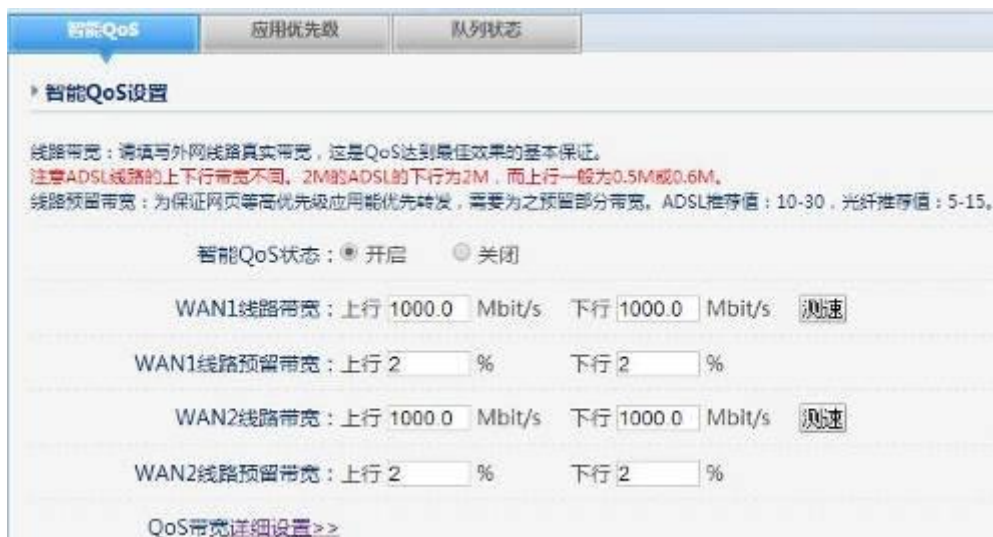 智能QoS 应用优先级 队列状态
智能QoS设置
线路带宽：请填写外网线路真实带宽，这是QoS达到最佳效果的基本保证。
注意ADSL线路的上下行带宽不同。2M的ADSL的下行为2M，而上行一般为0.5M或0.6M。
线路预留带宽：为保证网页等高优先级应用能优先转发，需要为之预留部分带宽。ADSL推荐值：10-30，光纤推荐值：5-15。
智能QoS状态：开启 关闭
WAN1线路带宽：上行 1000.0 Mbit/s 下行 1000.0 Mbit/s 测速
WAN1线路预留带宽：上行 2 % 下行 2 %
WAN2线路带宽：上行 1000.0 Mbit/s 下行 1000.0 Mbit/s 测速
WAN2线路预留带宽：上行 2 % 下行 2 %
QoS带宽详细设置>>